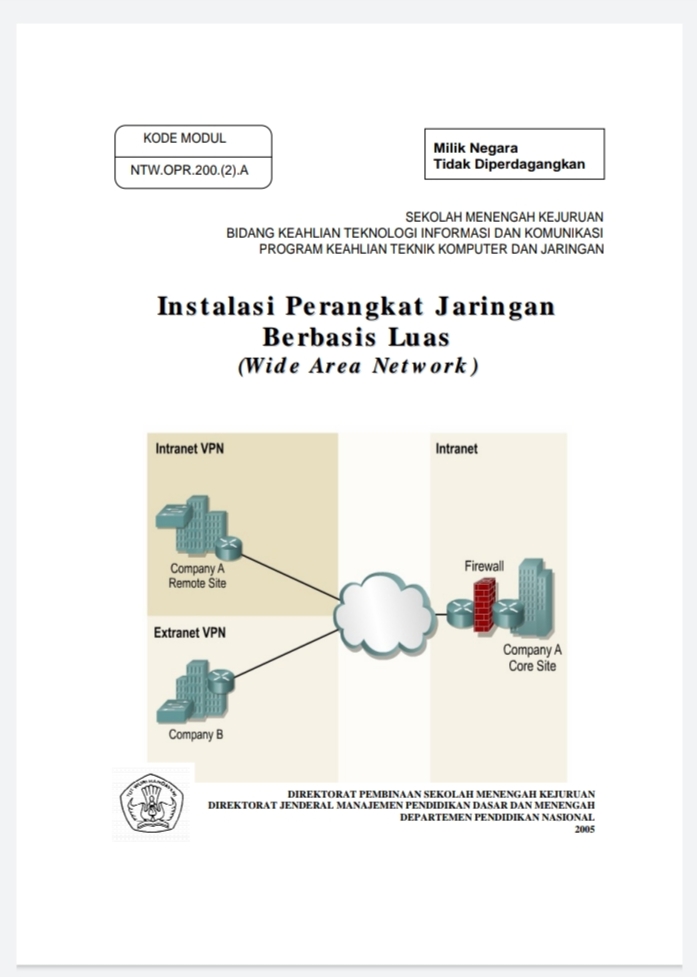 KODE MODUL
NTW.OPR.200.(2).A
Milik Negara
Tidak Diperdagangkan
SEKOLAH MENENGAH KEJURUAN
BIDANG KEAHLIAN TEKNOLOGI INFORMASI DAN KOMUNIKASI
PROGRAM KEAHLIAN TEKNIK KOMPUTER DAN JARINGAN
Instalasi Perangkat Jaringan
Berbasis Luas
(Wide Area Network)
Intranet VPN
Company A
Remote Site
Extranet VPN
Company B
Intranet
Firewall
Company A
Core Site
DIREKTORAT PEMBINAAN SEKOLAH MENENGAH KEJURUAN
DIREKTORAT JENDERAL MANAJEMEN PENDIDIKAN DASAR DAN MENENGAH
DEPARTEMEN PENDIDIKAN NASIONAL
2005